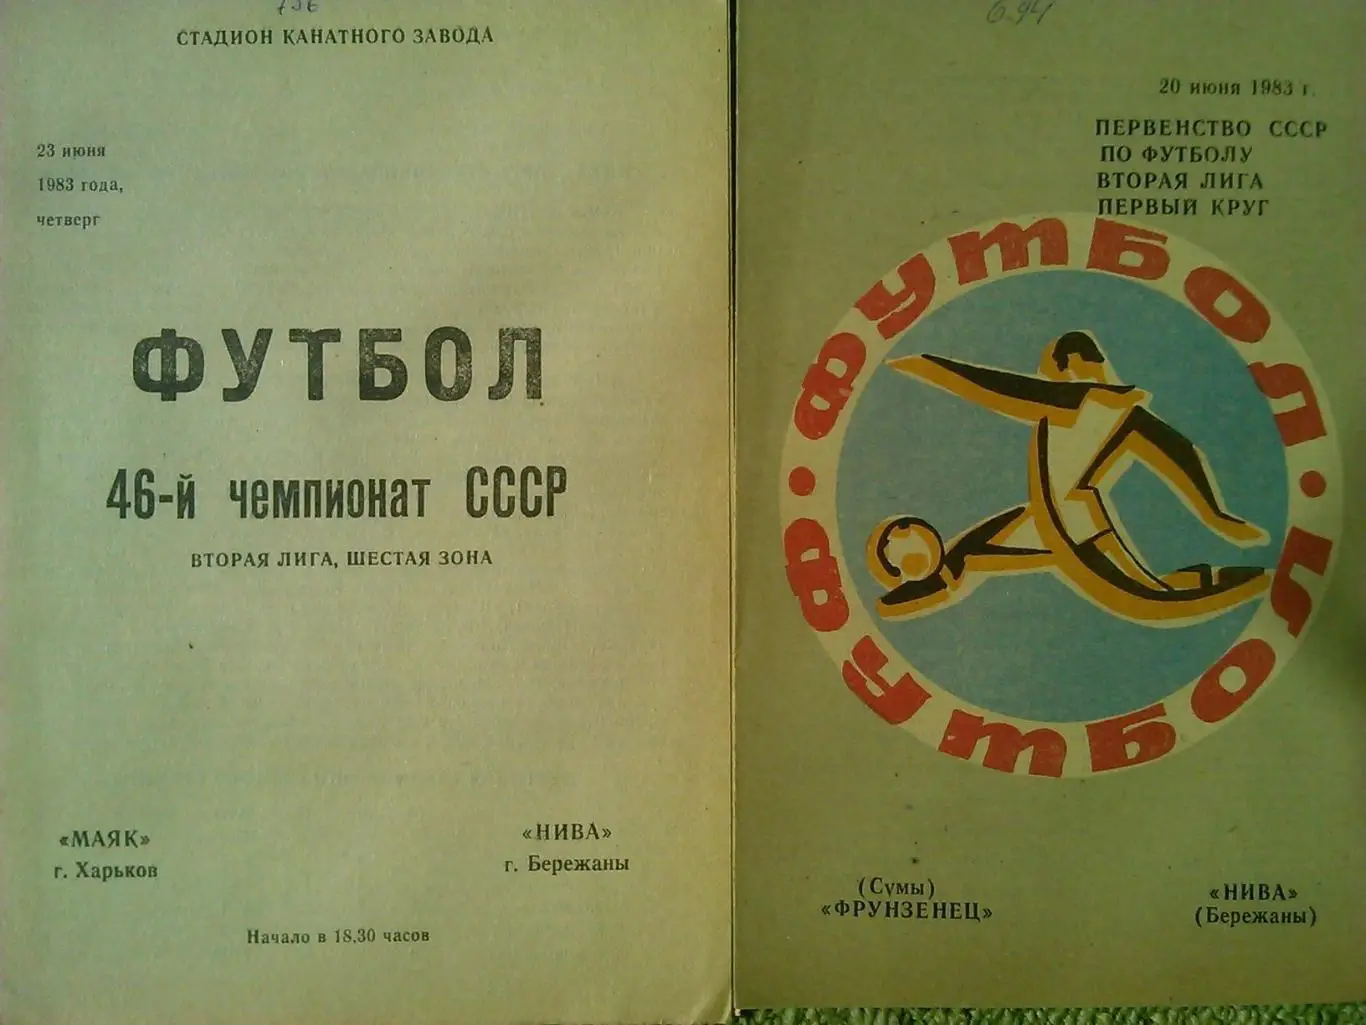 СТАДИОН КАНАТНОГО ЗАВОДА
23 июня
1983 года,
четверг
ФУТБОЛ
46-й чемпионат СССР
ВТОРАЯ ЛИГА, ШЕСТАЯ ЗОНА
«МАЯК»
г. Харьков
«НИВА»
г. Бережаны
Начало в 18,30 часов
6-94
20 июня 1983 г.
ПЕРВЕНСТВО СССР
ПО ФУТБОЛУ
ВТОРАЯ ЛИГА
ПЕРВЫЙ КРУГ
ФУТБОЛ • ФУТБОЛ •
(Сумы)
«ФРУНЗЕНЕЦ»
«НИВА»
(Бережаны)